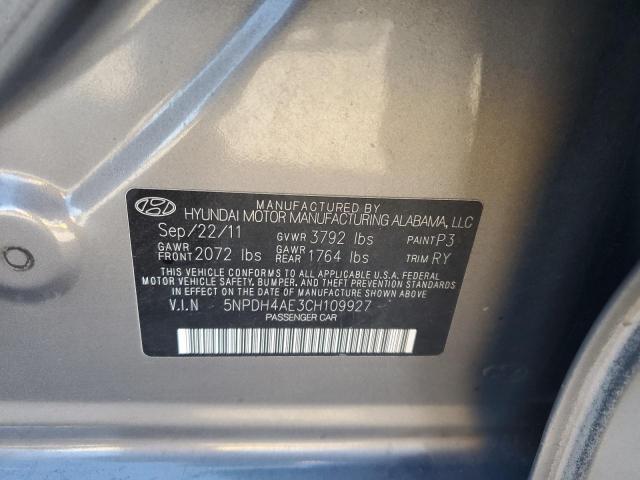 MANUFACTURED BY
HYUNDAI MOTOR MANUFACTURING ALABAMA, LLC
Sep/22/11 GVWR 3792 lbs PAINT P3
GAWR FRONT 2072 lbs GAWR REAR 1764 lbs TRIM RY
THIS VEHICLE CONFORMS TO ALL APPLICABLE U.S.A. FEDERAL
MOTOR VEHICLE SAFETY, BUMPER, AND THEFT PREVENTION STANDARDS
IN EFFECT ON THE DATE OF MANUFACTURE SHOWN ABOVE.
V.I.N 5NPDH4AE3CH109927
PASSENGER CAR